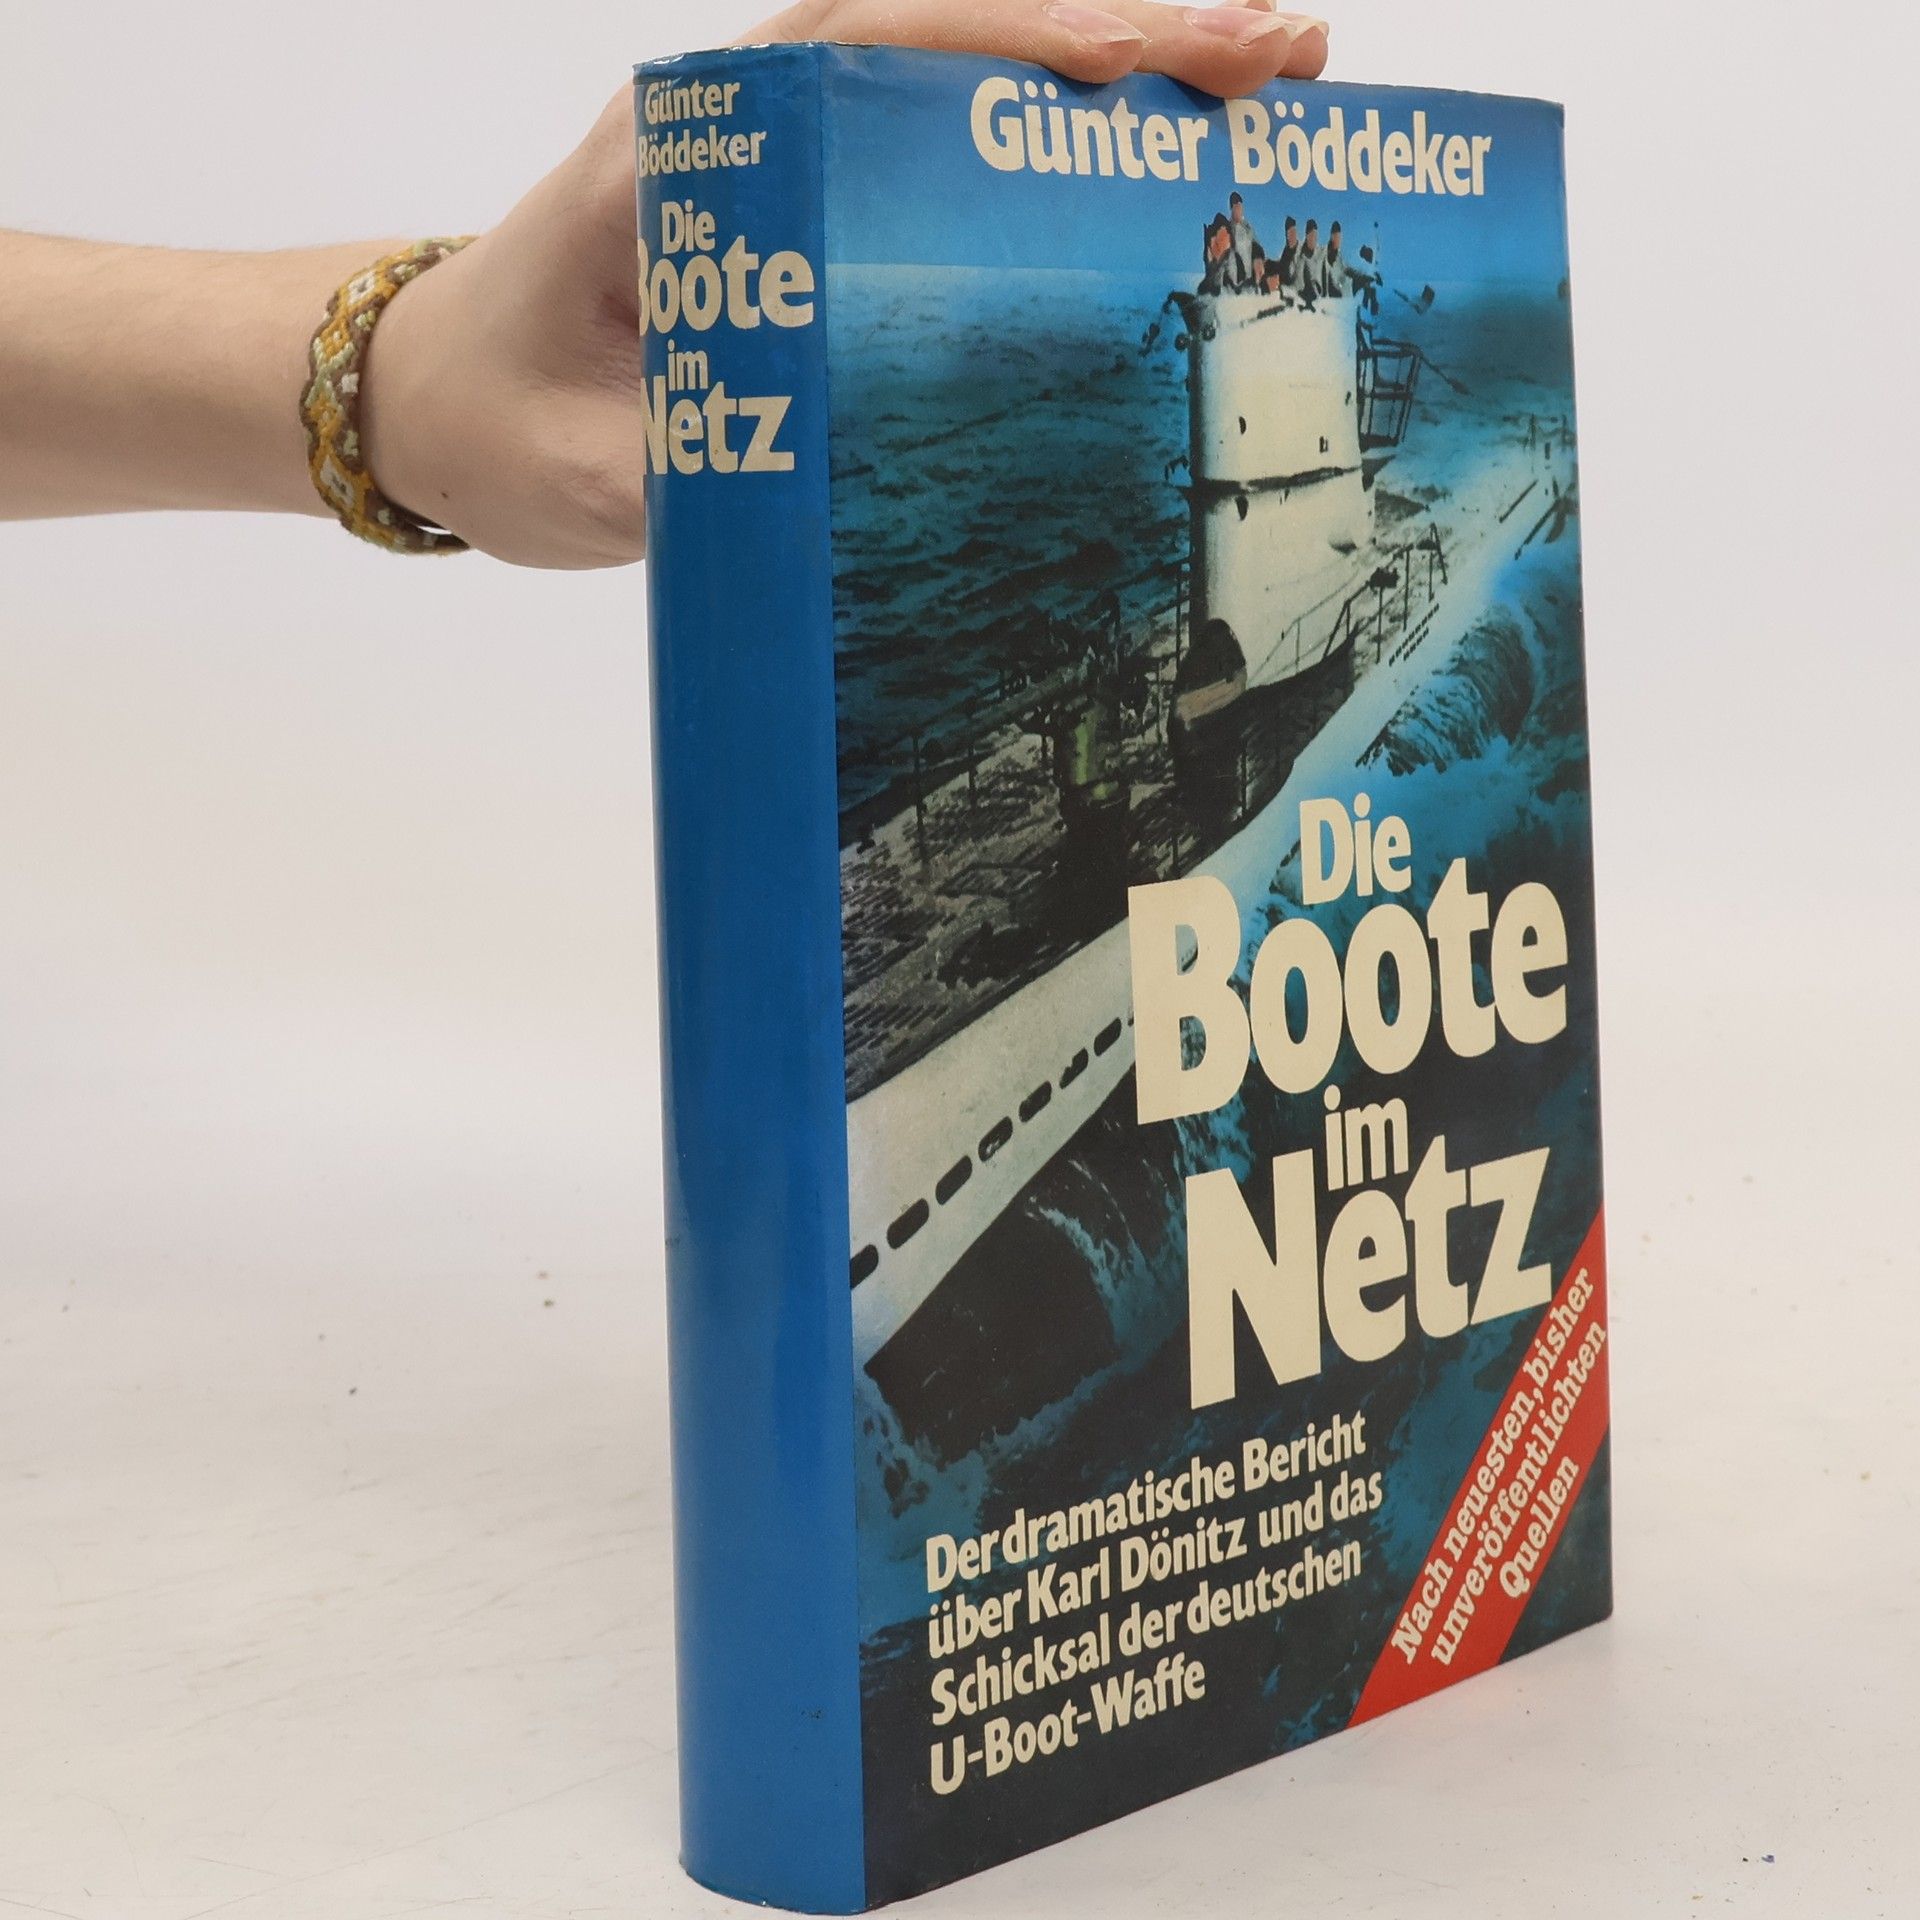 Günter
Böddeker
Die
Boote
im
Netz
Günter Böddeker
Die
Boote
im
Netz
Der dramatische Bericht
über Karl Dönitz und das
Schicksal der deutschen
U-Boot-Waffe
Nach neuesten, bisher
unveröffentlichten
Quellen